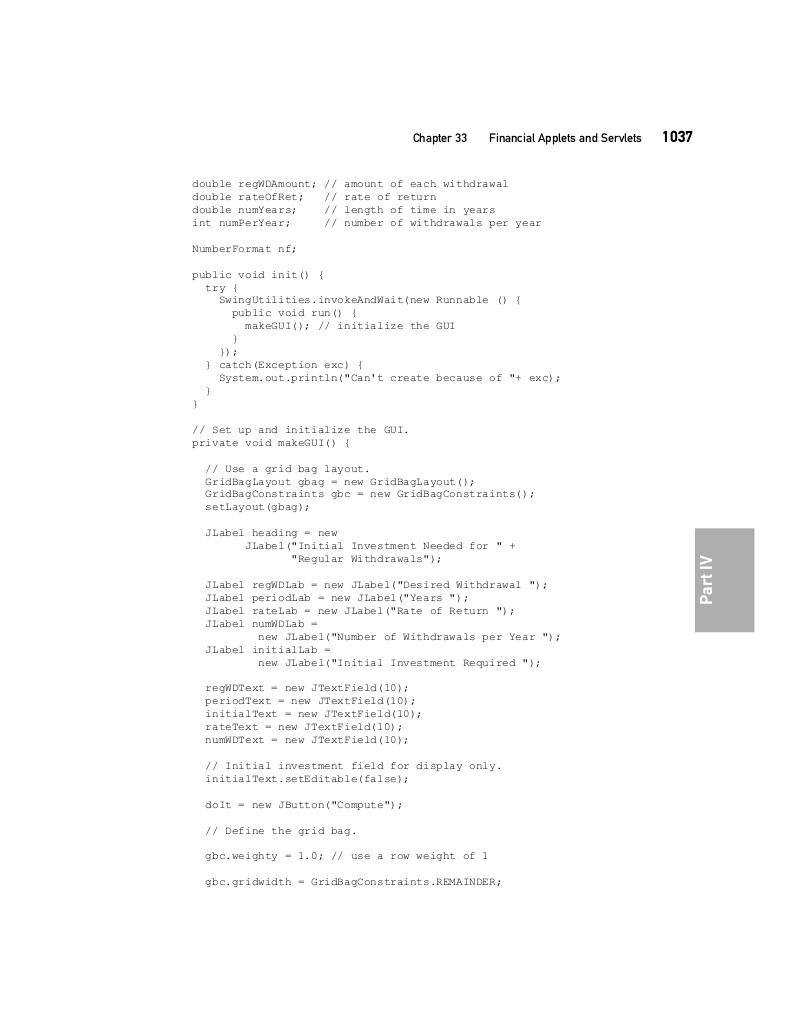 Chapter 33 Financial Applets and Servlets 1037
double regWDAmount; // amount of each withdrawal
double rateOfRet; // rate of return
double numYears; // length of time in years
int numPerYear; // number of withdrawals per year
NumberFormat nf;
public void init() {
try {
SwingUtilities.invokeAndWait(new Runnable () {
public void run() {
makeGUI(); // initialize the GUI
}
});
} catch(Exception exc) {
System.out.println("Can't create because of "+ exc);
}
}
// Set up and initialize the GUI.
private void makeGUI() {
// Use a grid bag layout.
GridBagLayout gbag = new GridBagLayout();
GridBagConstraints gbc = new GridBagConstraints();
setLayout(gbag);
JLabel heading = new
JLabel("Initial Investment Needed for " +
"Regular Withdrawals");
JLabel regWDLab = new JLabel("Desired Withdrawal ");
JLabel periodLab = new JLabel("Years ");
JLabel rateLab = new JLabel("Rate of Return ");
JLabel numWDLab =
new JLabel("Number of Withdrawals per Year ");
JLabel initialLab =
new JLabel("Initial Investment Required ");
regWDText = new JTextField(10);
periodText = new JTextField(10);
initialText = new JTextField(10);
rateText = new JTextField(10);
numWDText = new JTextField(10);
// Initial investment field for display only.
initialText.setEditable(false);
doIt = new JButton("Compute");
// Define the grid bag.
gbc.weighty = 1.0; // use a row weight of 1
gbc.gridwidth = GridBagConstraints.REMAINDER;
Part IV